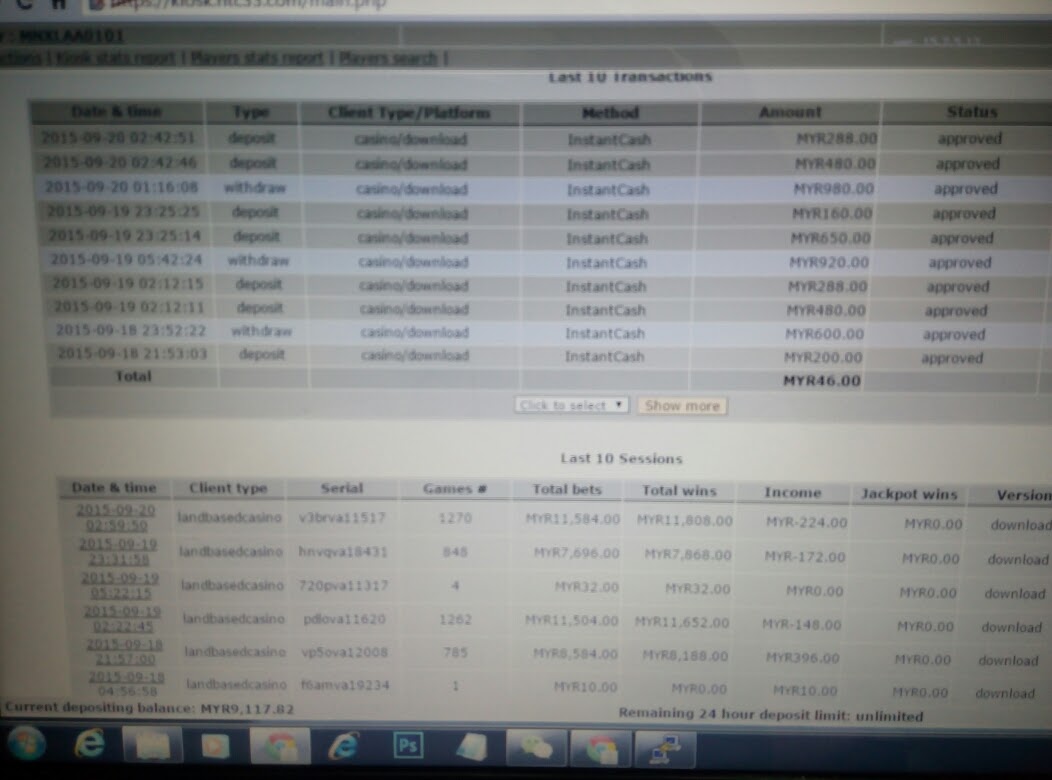 https://kiosk.ntc33.com/main.php
MNXLAA0101
Kiosk stats report | Players stats report | Players search |
Last 10 Transactions
Date & time Type Client Type/Platform Method Amount Status
2015-09-20 02:42:51 deposit casino/download InstantCash MYR288.00 approved
2015-09-20 02:42:46 deposit casino/download InstantCash MYR480.00 approved
2015-09-20 01:16:08 withdraw casino/download InstantCash MYR980.00 approved
2015-09-19 23:25:25 deposit casino/download InstantCash MYR160.00 approved
2015-09-19 23:25:14 deposit casino/download InstantCash MYR650.00 approved
2015-09-19 05:42:24 withdraw casino/download InstantCash MYR920.00 approved
2015-09-19 02:12:15 deposit casino/download InstantCash MYR288.00 approved
2015-09-19 02:12:11 deposit casino/download InstantCash MYR480.00 approved
2015-09-18 23:52:22 withdraw casino/download InstantCash MYR600.00 approved
2015-09-18 21:53:03 deposit casino/download InstantCash MYR200.00 approved
Total MYR46.00
Click to select Show more
Last 10 Sessions
Date & time Client type Serial Games # Total bets Total wins Income Jackpot wins Version
2015-09-20 02:59:50 landbasedcasino v3brva11517 1270 MYR11,584.00 MYR11,808.00 MYR-224.00 MYR0.00 download
2015-09-19 23:31:58 landbasedcasino hnvqva18431 848 MYR7,696.00 MYR7,868.00 MYR-172.00 MYR0.00 download
2015-09-19 05:22:15 landbasedcasino 720pva11317 4 MYR32.00 MYR32.00 MYR0.00 MYR0.00 download
2015-09-19 02:22:45 landbasedcasino pdlova11620 1262 MYR11,504.00 MYR11,652.00 MYR-148.00 MYR0.00 download
2015-09-18 21:57:00 landbasedcasino vp5ova12008 785 MYR8,584.00 MYR8,188.00 MYR396.00 MYR0.00 download
2015-09-18 04:56:58 landbasedcasino f6amva19234 1 MYR10.00 MYR0.00 MYR10.00 MYR0.00 download
Current depositing balance: MYR9,117.82 Remaining 24 hour deposit limit: unlimited
Ps